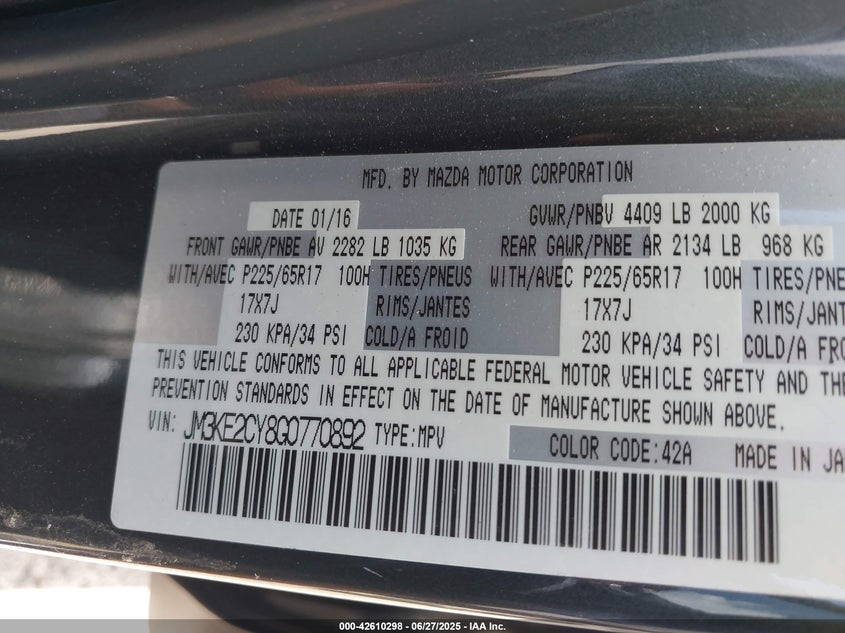 MFD. BY MAZDA MOTOR CORPORATION
DATE 01/16 GVWR/PNBV 4409 LB 2000 KG
FRONT GAWR/PNBE AV 2282 LB 1035 KG REAR GAWR/PNBE AR 2134 LB 968 KG
WITH/AVEC P225/65R17 100H TIRES/PNEUS WITH/AVEC P225/65R17 100H TIRES/PNE
17X7J RIMS/JANTES 17X7J RIMS/JANT
230 KPA/34 PSI COLD/A FROID 230 KPA/34 PSI COLD/A FRO
THIS VEHICLE CONFORMS TO ALL APPLICABLE FEDERAL MOTOR VEHICLE SAFETY AND THE
PREVENTION STANDARDS IN EFFECT ON THE DATE OF MANUFACTURE SHOWN ABOVE.
VIN: JM3KE2CY8G0770892 TYPE:MPV COLOR CODE:42A MADE IN JA
000-42610298 - 06/27/2025 - IAA Inc.